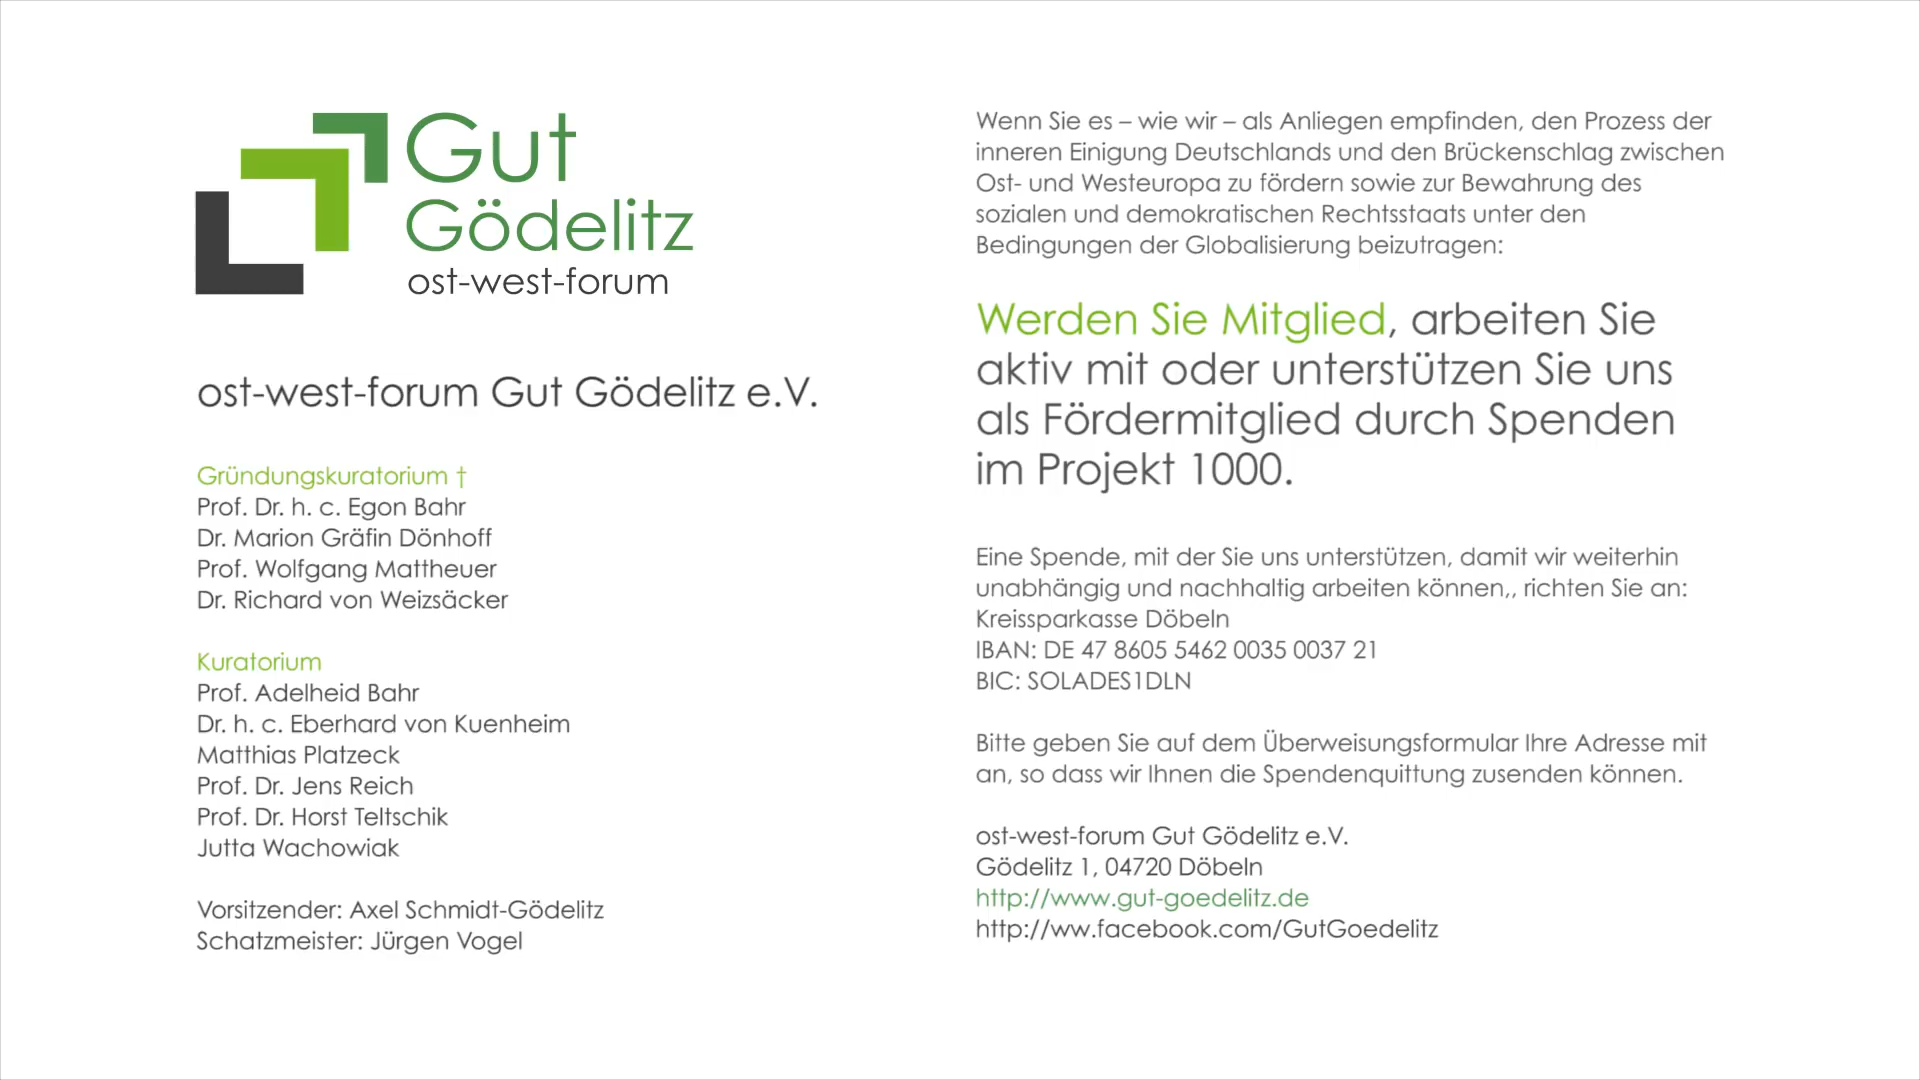 Gut
Gödelitz
ost-west-forum
ost-west-forum Gut Gödelitz e.V.
Gründungskuratorium †
Prof. Dr. h. c. Egon Bahr
Dr. Marion Gräfin Dönhoff
Prof. Wolfgang Mattheuer
Dr. Richard von Weizsäcker
Kuratorium
Prof. Adelheid Bahr
Dr. h. c. Eberhard von Kuenheim
Matthias Platzeck
Prof. Dr. Jens Reich
Prof. Dr. Horst Teltschik
Jutta Wachowiak
Vorsitzender: Axel Schmidt-Gödelitz
Schatzmeister: Jürgen Vogel
Wenn Sie es – wie wir – als Anliegen empfinden, den Prozess der
inneren Einigung Deutschlands und den Brückenschlag zwischen
Ost- und Westeuropa zu fördern sowie zur Bewahrung des
sozialen und demokratischen Rechtsstaats unter den
Bedingungen der Globalisierung beizutragen:
Werden Sie Mitglied, arbeiten Sie
aktiv mit oder unterstützen Sie uns
als Fördermitglied durch Spenden
im Projekt 1000.
Eine Spende, mit der Sie uns unterstützen, damit wir weiterhin
unabhängig und nachhaltig arbeiten können,, richten Sie an:
Kreissparkasse Döbeln
IBAN: DE 47 8605 5462 0035 0037 21
BIC: SOLADES1DLN
Bitte geben Sie auf dem Überweisungsformular Ihre Adresse mit
an, so dass wir Ihnen die Spendenquittung zusenden können.
ost-west-forum Gut Gödelitz e.V.
Gödelitz 1, 04720 Döbeln
http://www.gut-goedelitz.de
http://ww.facebook.com/GutGoedelitz